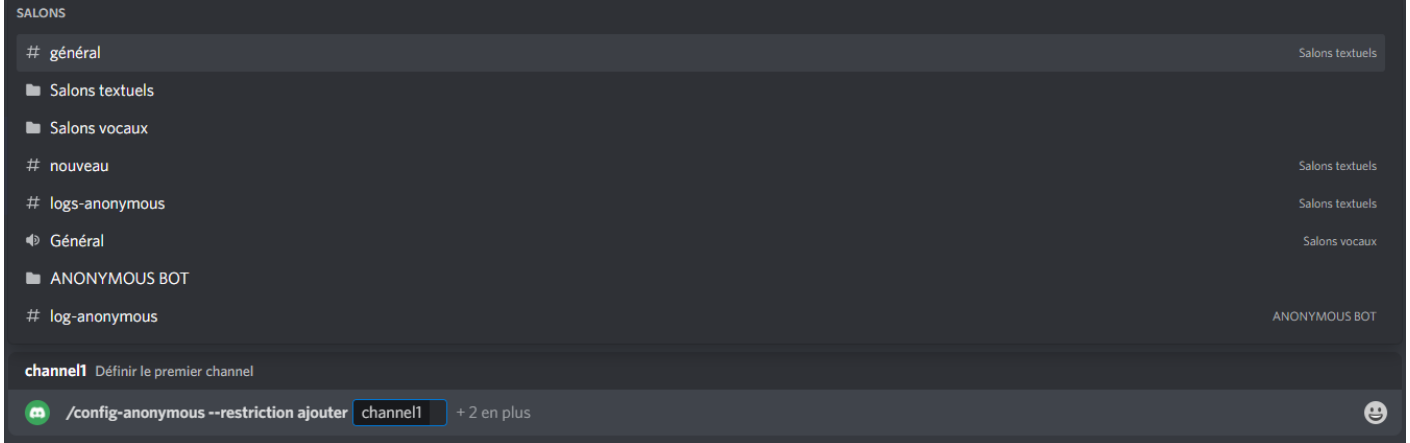 SALONS
# général Salons textuels
Salons textuels
Salons vocaux
# nouveau Salons textuels
# logs-anonymous Salons textuels
Général Salons vocaux
ANONYMOUS BOT
# log-anonymous ANONYMOUS BOT
channel1 Définir le premier channel
/config-anonymous --restriction ajouter channel1 + 2 en plus